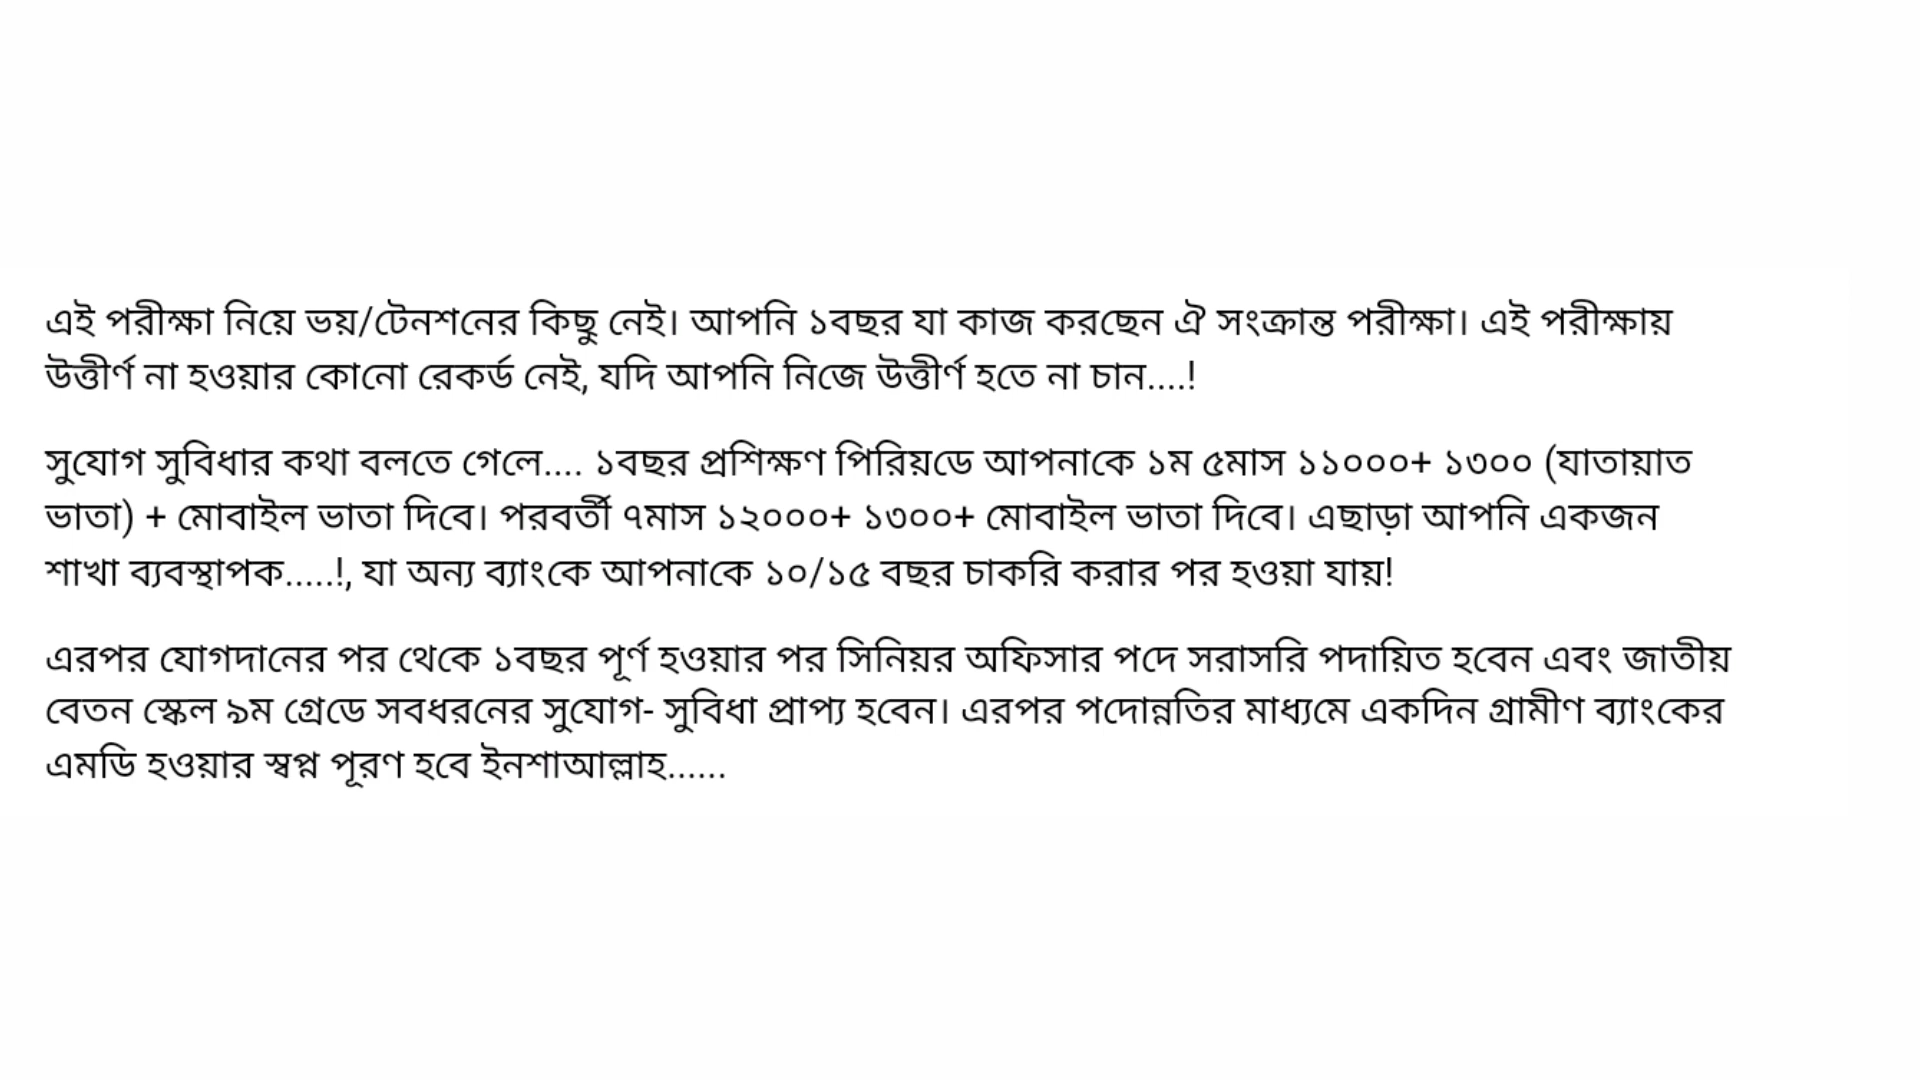 এই পরীক্ষা নিয়ে ভয়/টেনশনের কিছু নেই। আপনি ১বছর যা কাজ করছেন ঐ সংক্রান্ত পরীক্ষা। এই পরীক্ষায়
উত্তীর্ণ না হওয়ার কোনো রেকর্ড নেই, যদি আপনি নিজে উত্তীর্ণ হতে না চান....!
সুযোগ সুবিধার কথা বলতে গেলে.... ১বছর প্রশিক্ষণ পিরিয়ডে আপনাকে ১ম ৫মাস ১১০০০+ ১৩০০ (যাতায়াত
ভাতা) + মোবাইল ভাতা দিবে। পরবর্তী ৭মাস ১২০০০+ ১৩০০+ মোবাইল ভাতা দিবে। এছাড়া আপনি একজন
শাখা ব্যবস্থাপক.....!, যা অন্য ব্যাংকে আপনাকে ১০/১৫ বছর চাকরি করার পর হওয়া যায়!
এরপর যোগদানের পর থেকে ১বছর পূর্ণ হওয়ার পর সিনিয়র অফিসার পদে সরাসরি পদায়িত হবেন এবং জাতীয়
বেতন স্কেল ৯ম গ্রেডে সবধরনের সুযোগ- সুবিধা প্রাপ্য হবেন। এরপর পদোন্নতির মাধ্যমে একদিন গ্রামীণ ব্যাংকের
এমডি হওয়ার স্বপ্ন পূরণ হবে ইনশাআল্লাহ......